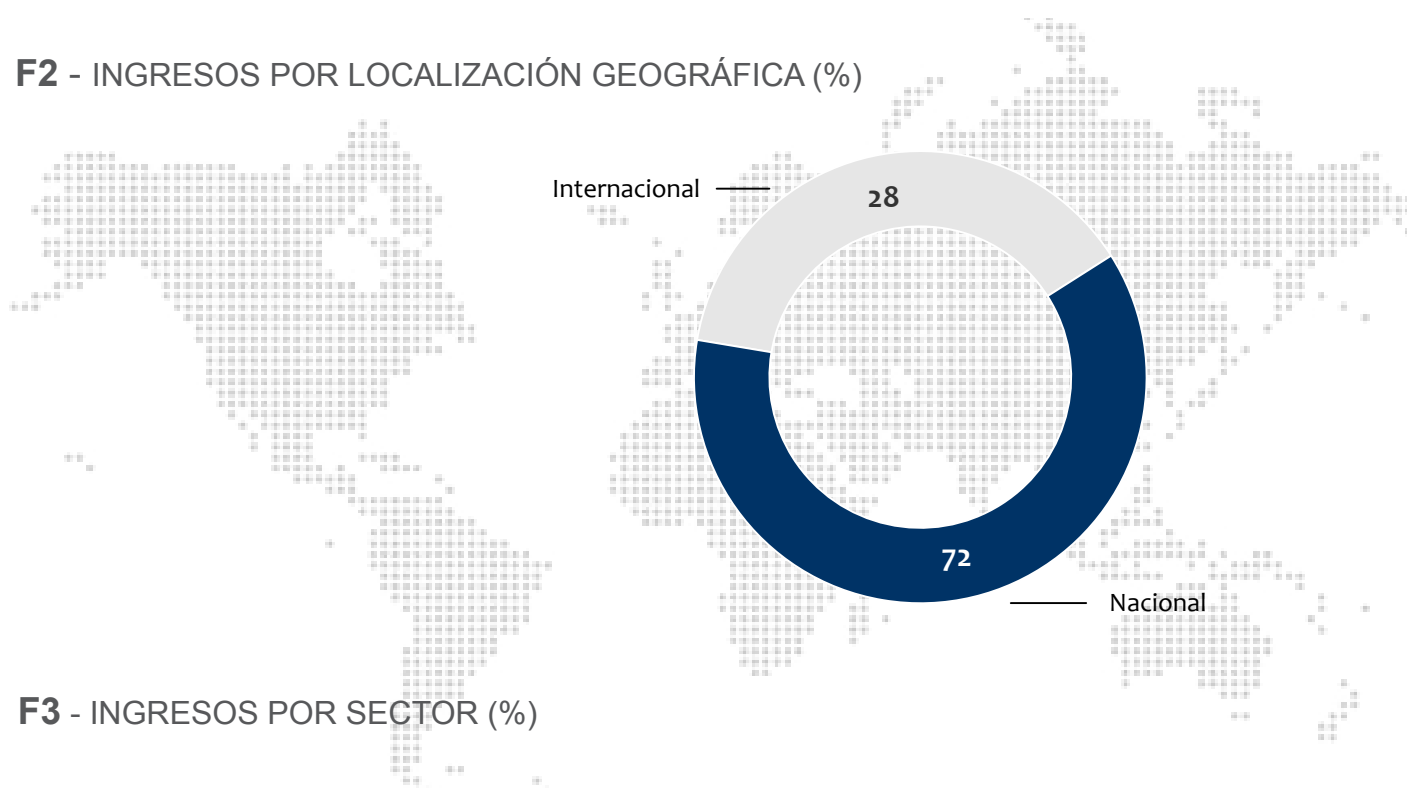 F2 - INGRESOS POR LOCALIZACIÓN GEOGRÁFICA (%)
Internacional
28
72
Nacional
F3 - INGRESOS POR SECTOR (%)